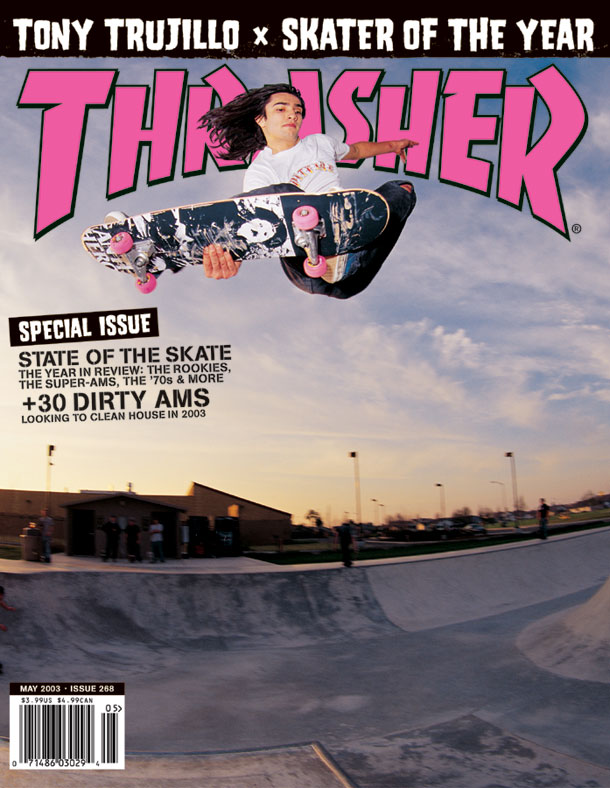 TONY TRUJILLO × SKATER OF THE YEAR
THRASHER
®
SPECIAL ISSUE
STATE OF THE SKATE
THE YEAR IN REVIEW: THE ROOKIES,
THE SUPER-AMS, THE '70s & MORE
+30 DIRTY AMS
LOOKING TO CLEAN HOUSE IN 2003
MAY 2003 · ISSUE 268
$3.99US $4.99CAN
05>
0 71486 03029 4